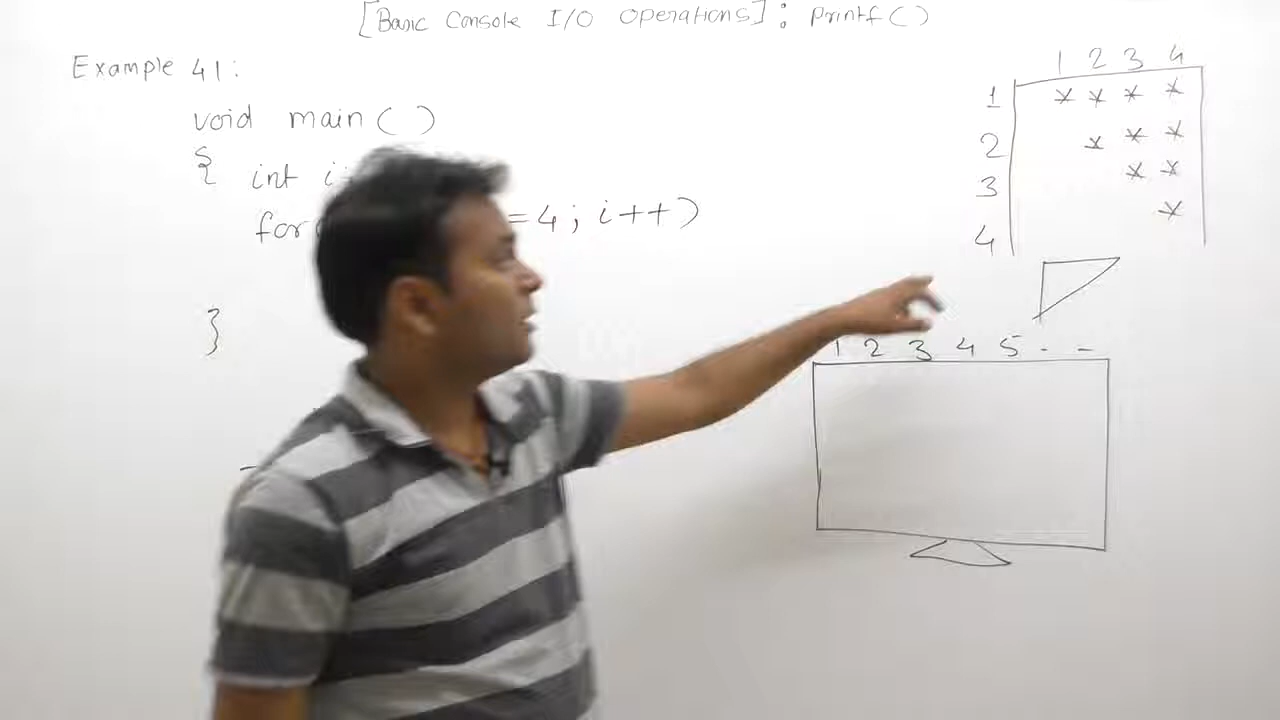 [Basic Console I/O Operations] : printf( )
Example 41:
void main( )
{ int i
for =4; i++)
}
1 2 3 4
1 * * * *
2 * * *
3 * *
4 *
1 2 3 4 5 - -